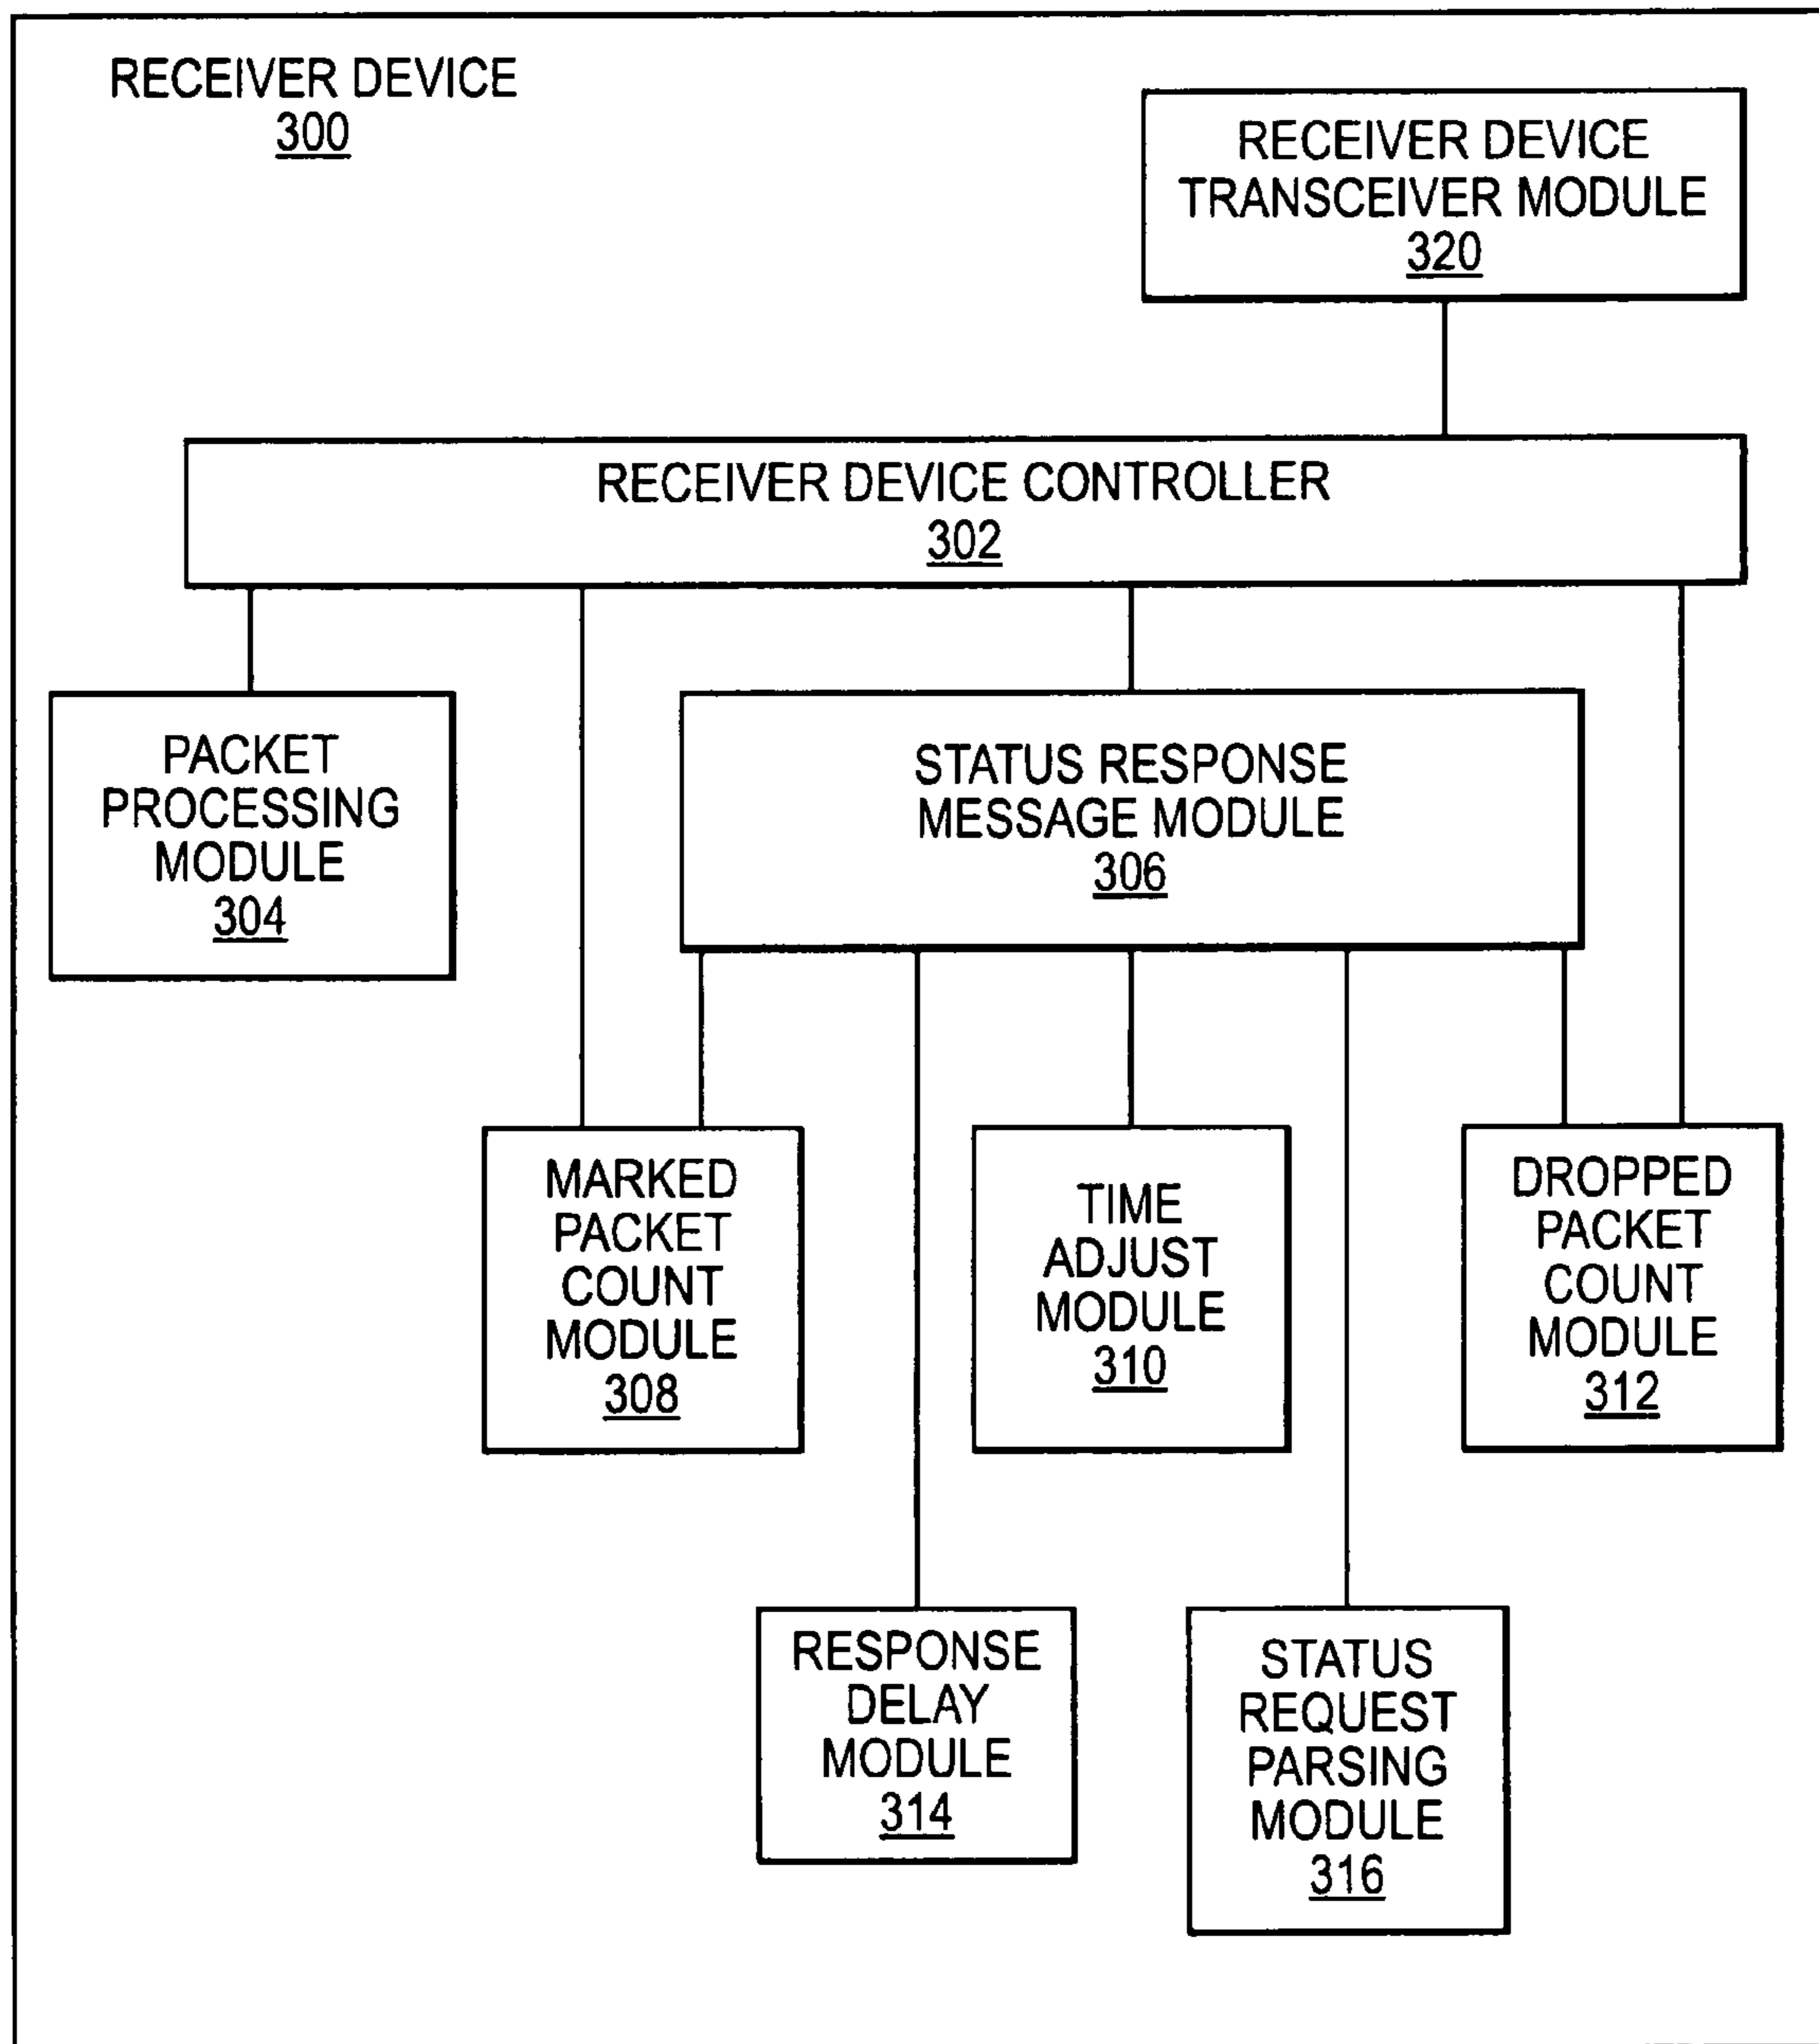 RECEIVER DEVICE
300
RECEIVER DEVICE
TRANSCEIVER MODULE
320
RECEIVER DEVICE CONTROLLER
302
PACKET
PROCESSING
MODULE
304
STATUS RESPONSE
MESSAGE MODULE
306
MARKED
PACKET
COUNT
MODULE
308
TIME
ADJUST
MODULE
310
DROPPED
PACKET
COUNT
MODULE
312
RESPONSE
DELAY
MODULE
314
STATUS
REQUEST
PARSING
MODULE
316